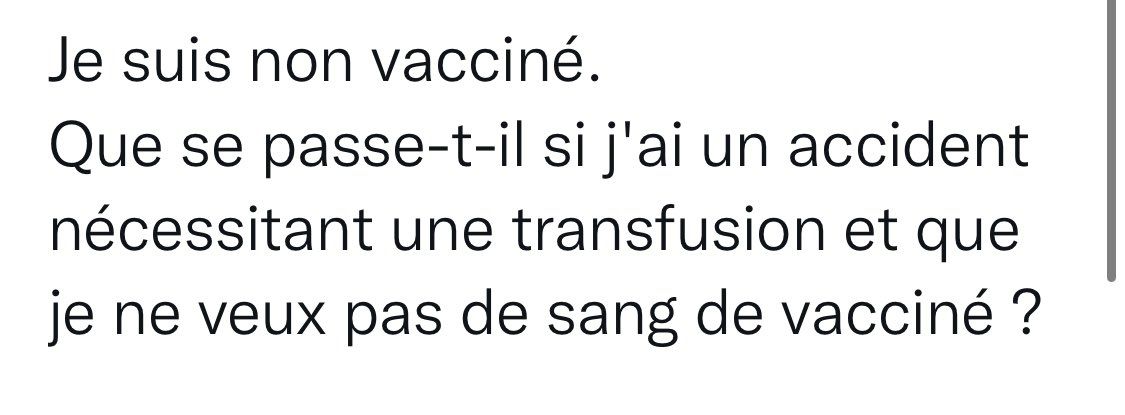 Je suis non vacciné.
Que se passe-t-il si j'ai un accident
nécessitant une transfusion et que
je ne veux pas de sang de vacciné ?